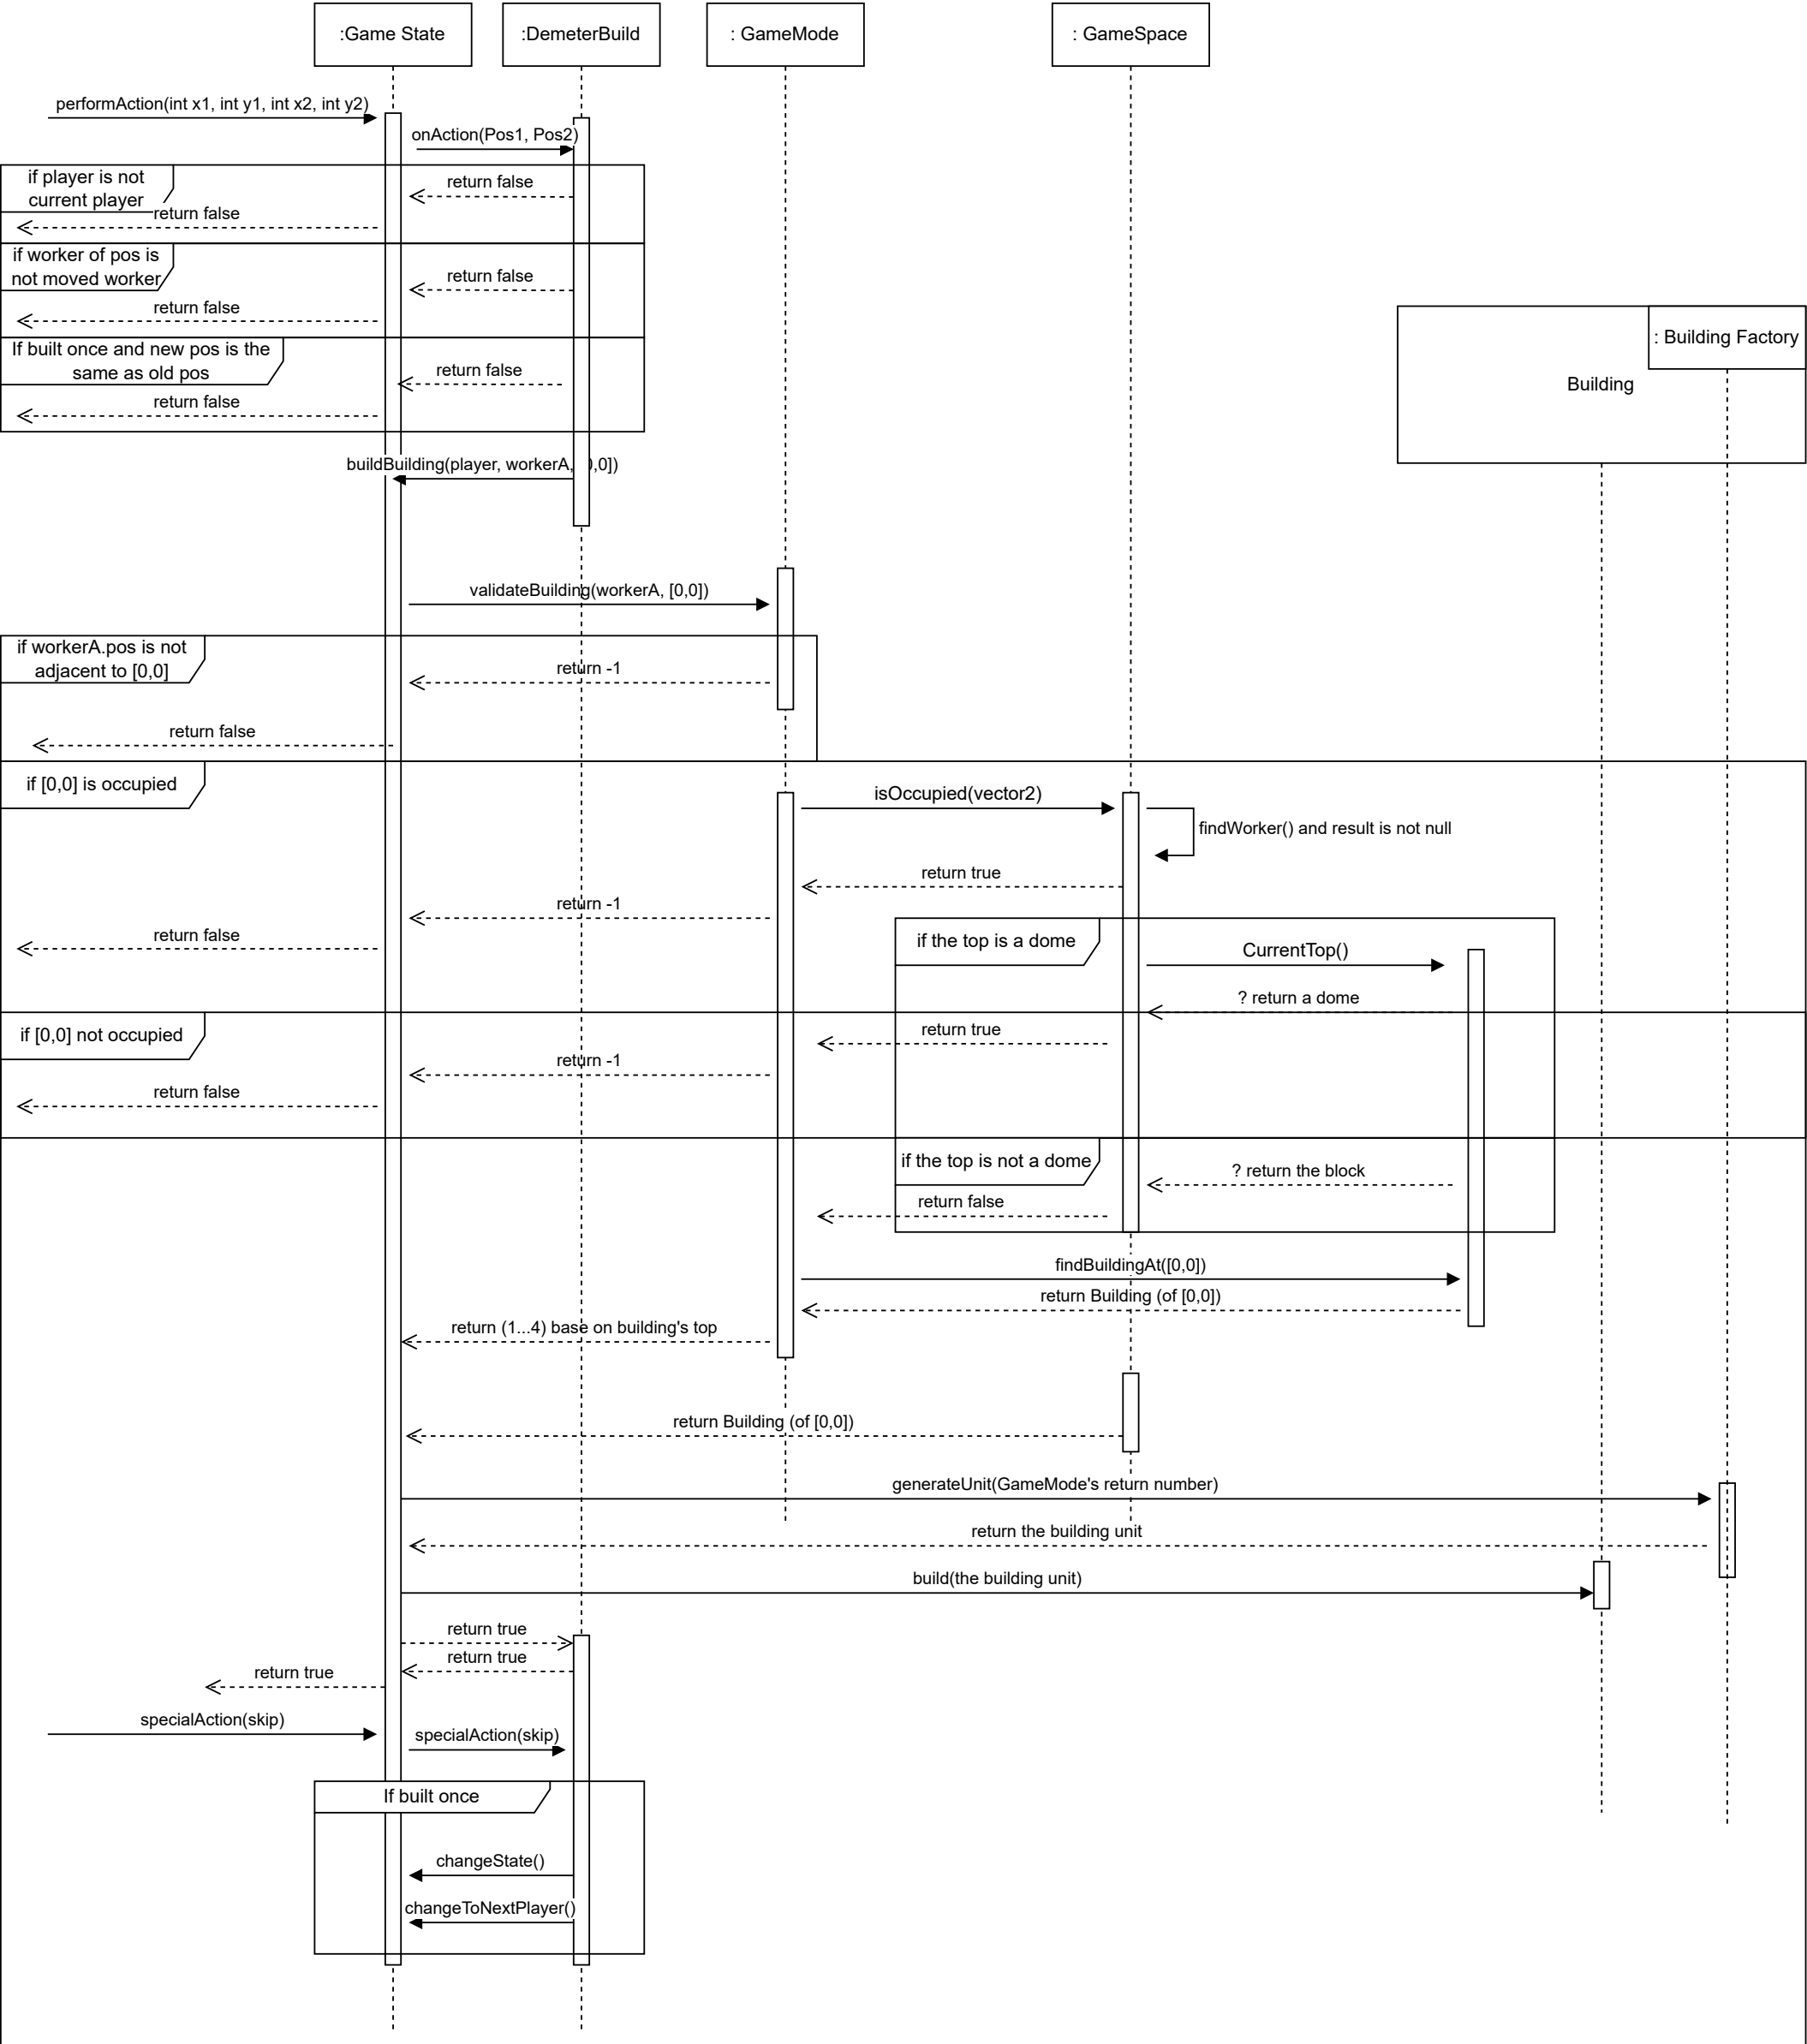 :Game State
:DemeterBuild
: GameMode
: GameSpace
performAction(int x1, int y1, int x2, int y2)
onAction(Pos1, Pos2)
if player is not
current player
return false
return false
if worker of pos is
not moved worker
return false
return false
: Building Factory
Building
If built once and new pos is the
same as old pos
return false
return false
buildBuilding(player, workerA, ,0])
validateBuilding(workerA, [0,0])
if workerA.pos is not
adjacent to [0,0]
return -1
return false
if [0,0] is occupied
isOccupied(vector2)
findWorker() and result is not null
return true
return -1
return false
if the top is a dome
CurrentTop()
? return a dome
if [0,0] not occupied
return true
return -1
return false
if the top is not a dome
? return the block
return false
findBuildingAt([0,0])
return Building (of [0,0])
return (1...4) base on building's top
return Building (of [0,0])
generateUnit(GameMode's return number)
return the building unit
build(the building unit)
return true
return true
return true
specialAction(skip)
specialAction(skip)
If built once
changeState()
changeToNextPlayer()